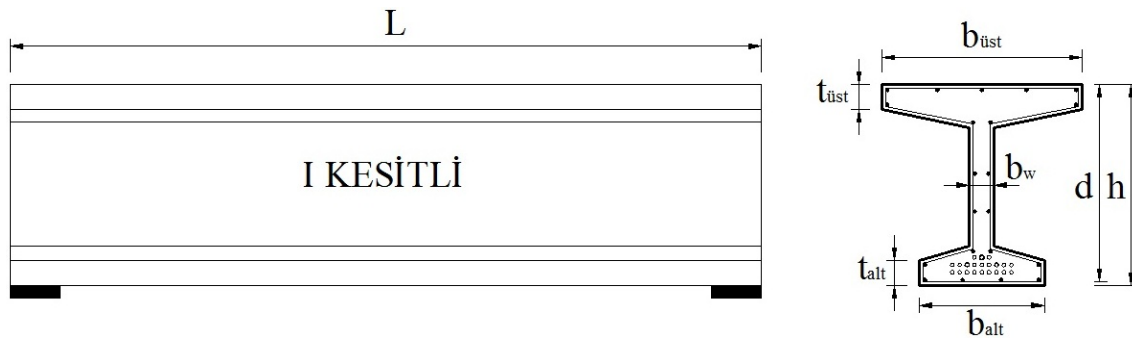 L
I KESİTLİ
büst
tüst
bw
d
h
talt
balt